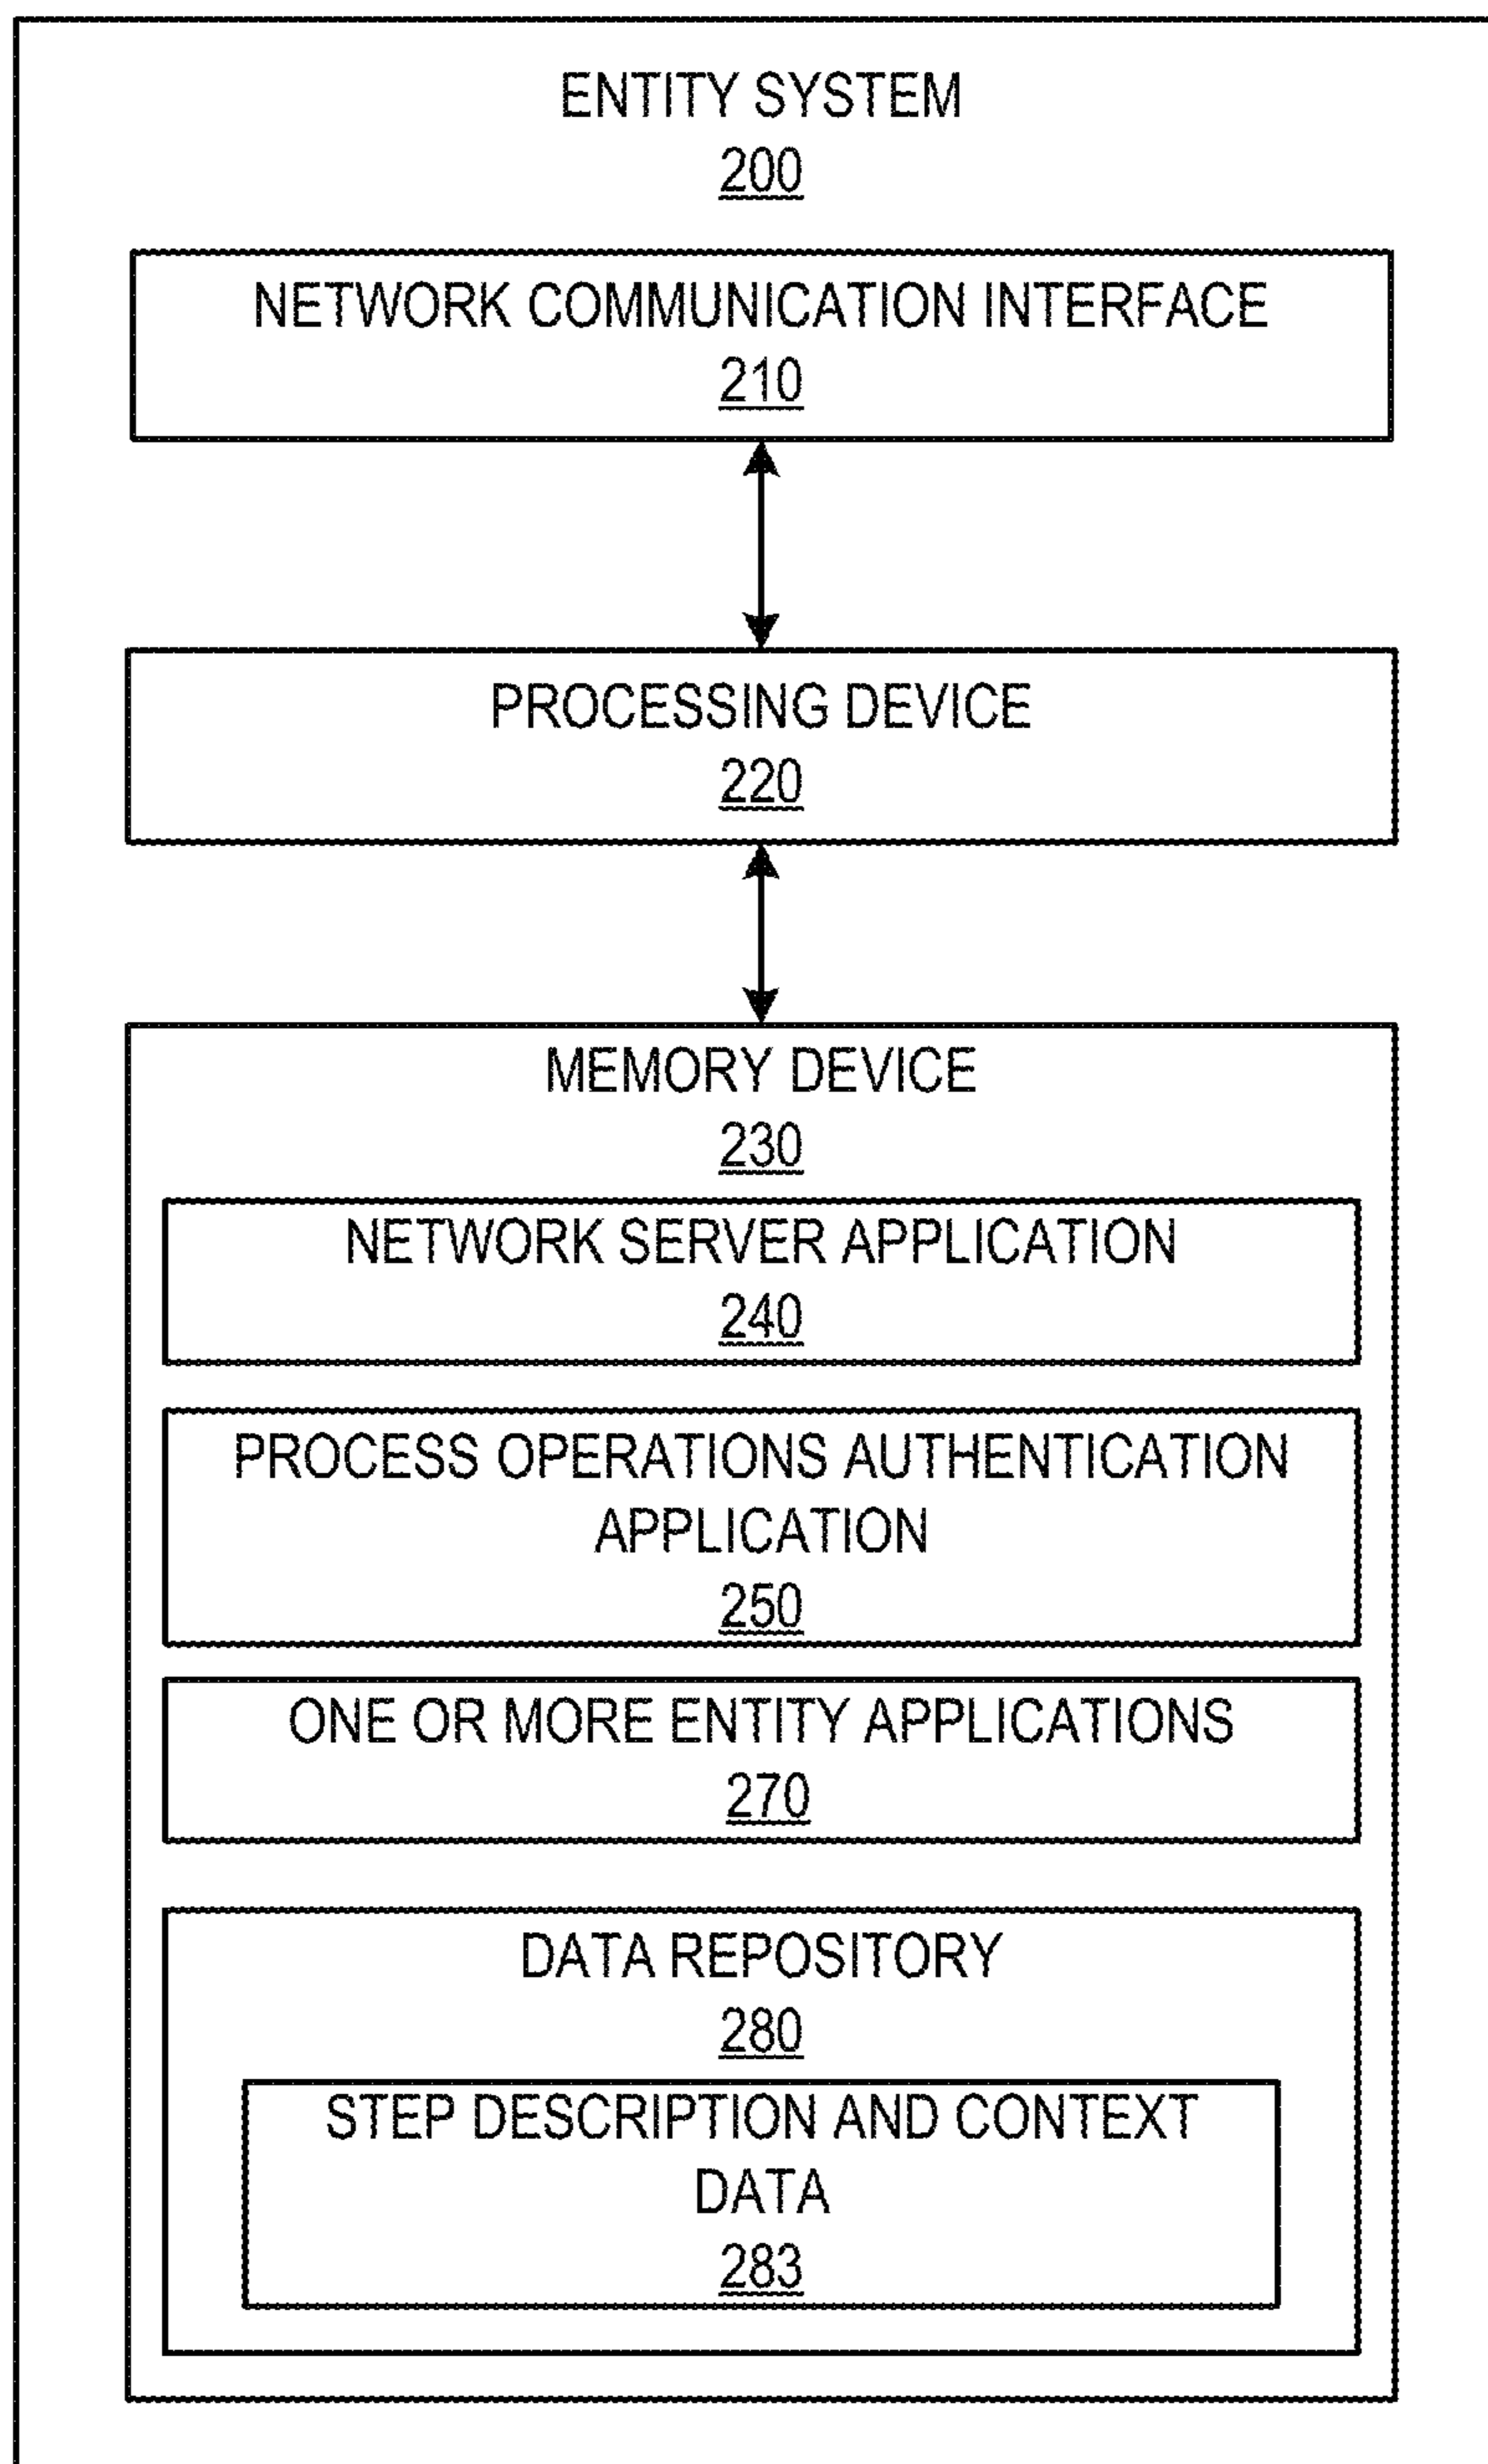 ENTITY SYSTEM
200
NETWORK COMMUNICATION INTERFACE
210
PROCESSING DEVICE
220
MEMORY DEVICE
230
NETWORK SERVER APPLICATION
240
PROCESS OPERATIONS AUTHENTICATION
APPLICATION
250
ONE OR MORE ENTITY APPLICATIONS
270
DATA REPOSITORY
280
STEP DESCRIPTION AND CONTEXT
DATA
283